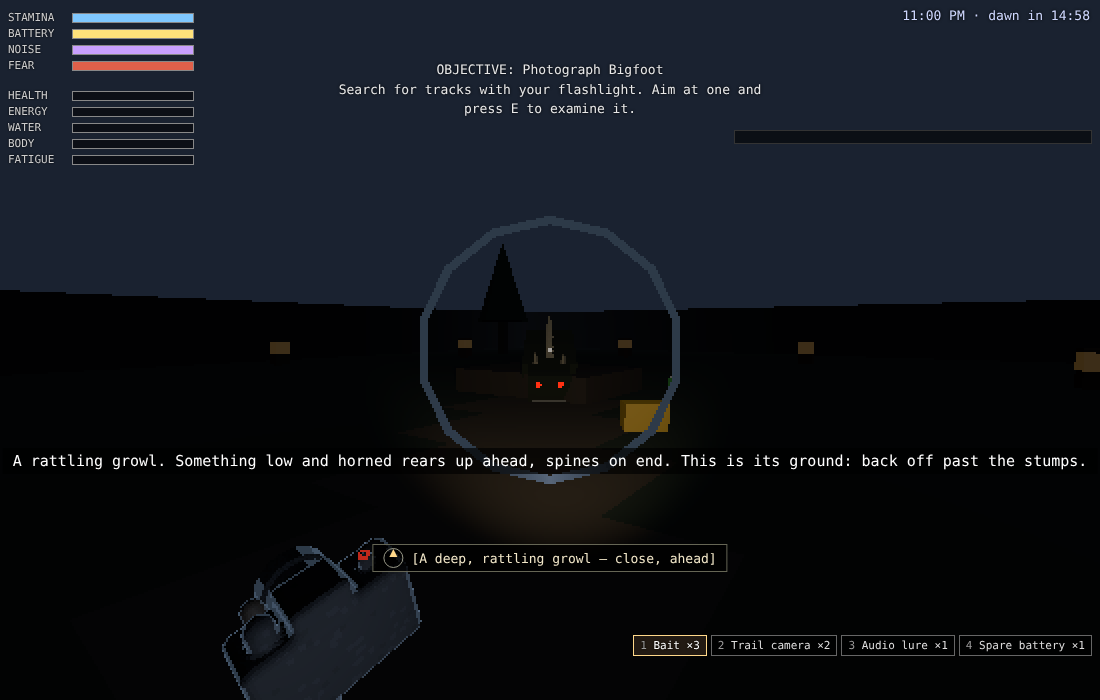 STAMINA
BATTERY
NOISE
FEAR
HEALTH
ENERGY
WATER
BODY
FATIGUE
11:00 PM · dawn in 14:58
OBJECTIVE: Photograph Bigfoot
Search for tracks with your flashlight. Aim at one and
press E to examine it.
A rattling growl. Something low and horned rears up ahead, spines on end. This is its ground: back off past the stumps.
[A deep, rattling growl — close, ahead]
1 Bait ×3
2 Trail camera ×2
3 Audio lure ×1
4 Spare battery ×1